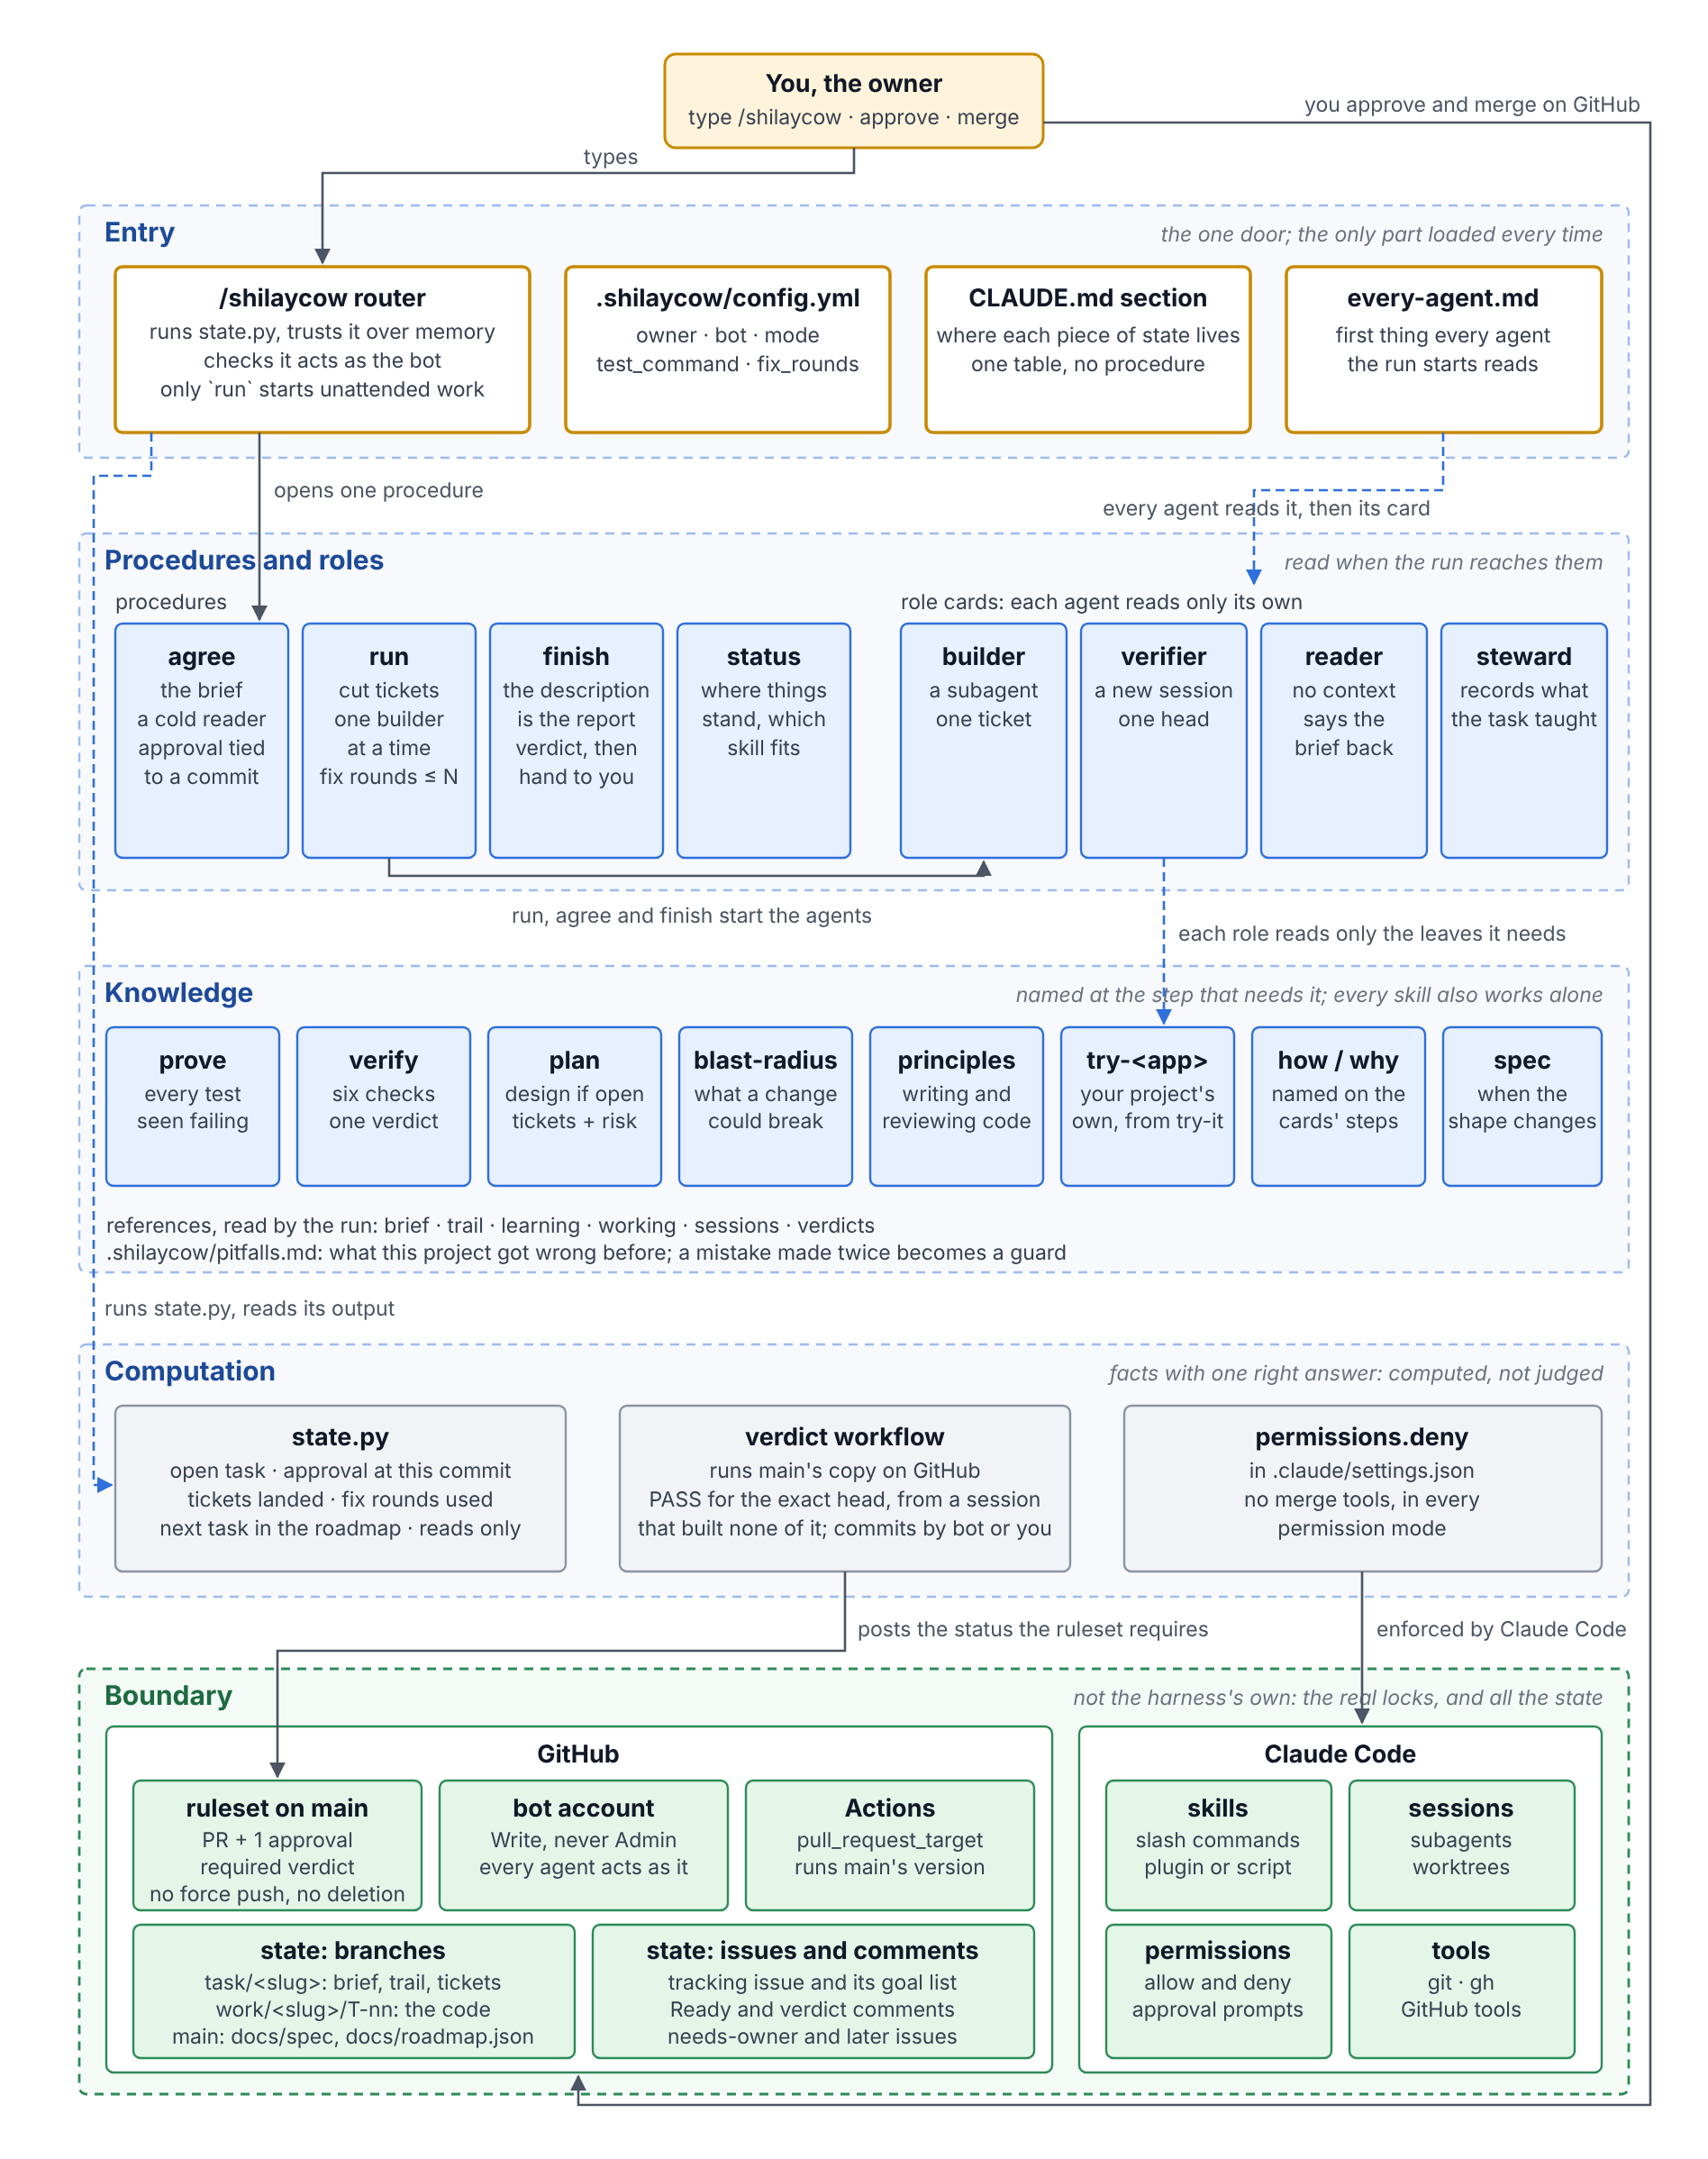 You, the owner
type /shilaycow · approve · merge
you approve and merge on GitHub
types
Entry
the one door; the only part loaded every time
/shilaycow router
runs state.py, trusts it over memory
checks it acts as the bot
only `run` starts unattended work
.shilaycow/config.yml
owner · bot · mode
test_command · fix_rounds
CLAUDE.md section
where each piece of state lives
one table, no procedure
every-agent.md
first thing every agent
the run starts reads
opens one procedure
every agent reads it, then its card
Procedures and roles
read when the run reaches them
procedures
role cards: each agent reads only its own
agree
the brief
a cold reader
approval tied
to a commit
run
cut tickets
one builder
at a time
fix rounds ≤ N
finish
the description
is the report
verdict, then
hand to you
status
where things
stand, which
skill fits
builder
a subagent
one ticket
verifier
a new session
one head
reader
no context
says the
brief back
steward
records what
the task taught
run, agree and finish start the agents
each role reads only the leaves it needs
Knowledge
named at the step that needs it; every skill also works alone
prove
every test
seen failing
verify
six checks
one verdict
plan
design if open
tickets + risk
blast-radius
what a change
could break
principles
writing and
reviewing code
try-<app>
your project's
own, from try-it
how / why
named on the
cards' steps
spec
when the
shape changes
references, read by the run: brief · trail · learning · working · sessions · verdicts
.shilaycow/pitfalls.md: what this project got wrong before; a mistake made twice becomes a guard
runs state.py, reads its output
Computation
facts with one right answer: computed, not judged
state.py
open task · approval at this commit
tickets landed · fix rounds used
next task in the roadmap · reads only
verdict workflow
runs main's copy on GitHub
PASS for the exact head, from a session
that built none of it; commits by bot or you
permissions.deny
in .claude/settings.json
no merge tools, in every
permission mode
posts the status the ruleset requires
enforced by Claude Code
Boundary
not the harness's own: the real locks, and all the state
GitHub
ruleset on main
PR + 1 approval
required verdict
no force push, no deletion
bot account
Write, never Admin
every agent acts as it
Actions
pull_request_target
runs main's version
state: branches
task/<slug>: brief, trail, tickets
work/<slug>/T-nn: the code
main: docs/spec, docs/roadmap.json
state: issues and comments
tracking issue and its goal list
Ready and verdict comments
needs-owner and later issues
Claude Code
skills
slash commands
plugin or script
sessions
subagents
worktrees
permissions
allow and deny
approval prompts
tools
git · gh
GitHub tools